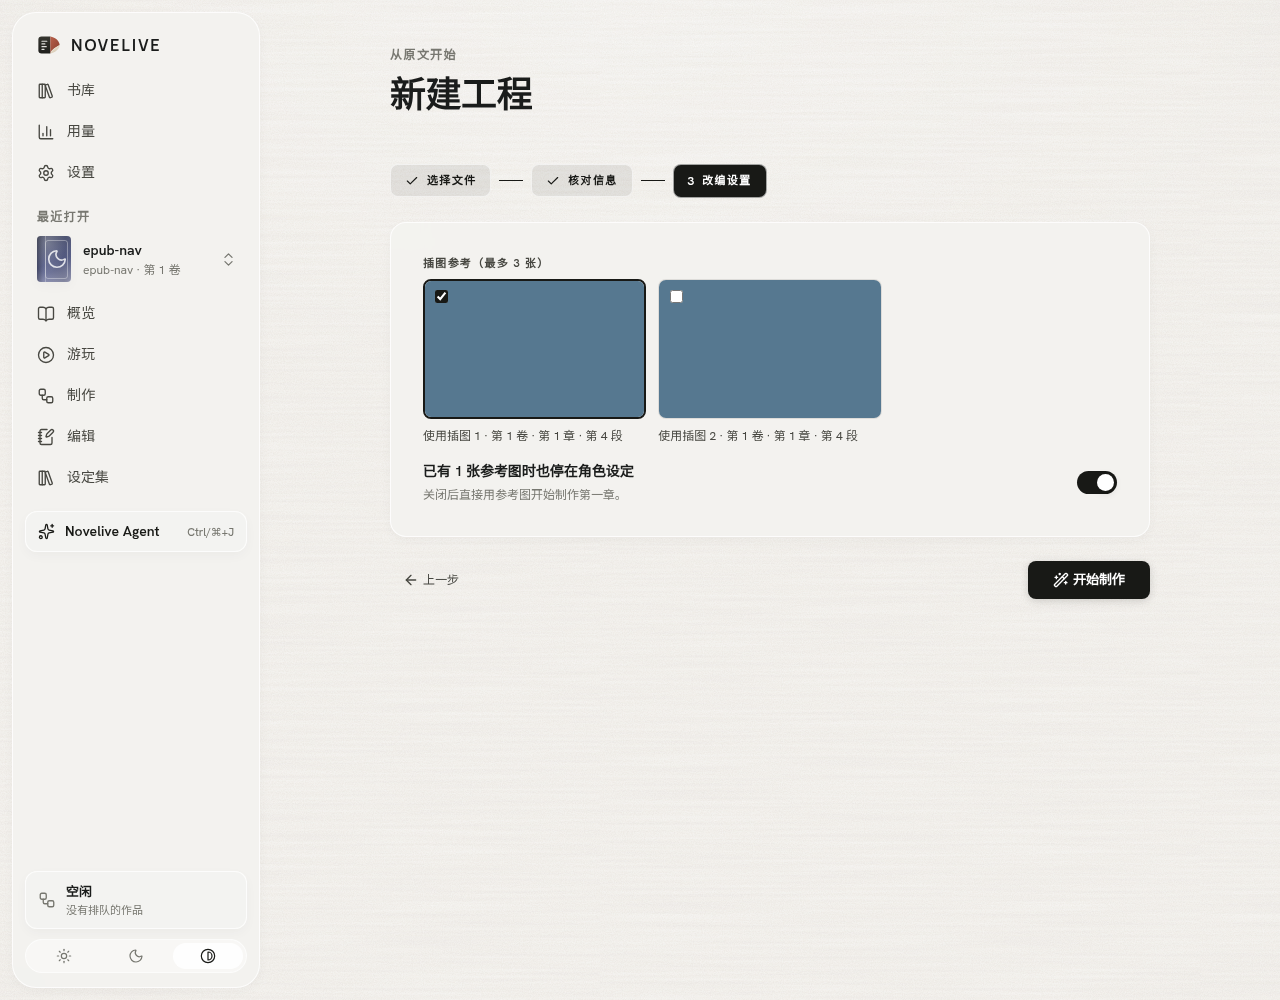 NOVELIVE
书库
用量
设置
最近打开
epub-nav
epub-nav · 第 1 卷
概览
游玩
制作
编辑
设定集
Novelive Agent Ctrl/⌘+J
空闲
没有排队的作品
从原文开始
新建工程
选择文件
核对信息
3 改编设置
插图参考（最多 3 张）
使用插图 1 · 第 1 卷 · 第 1 章 · 第 4 段
使用插图 2 · 第 1 卷 · 第 1 章 · 第 4 段
已有 1 张参考图时也停在角色设定
关闭后直接用参考图开始制作第一章。
上一步
开始制作